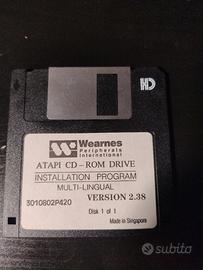 HD
Wearnes
Peripherals
International
ATAPI CD-ROM DRIVE
INSTALLATION PROGRAM
MULTI-LINGUAL
3010802P420
VERSION 2.38
Disk 1 of 1
Made in Singapore
subito